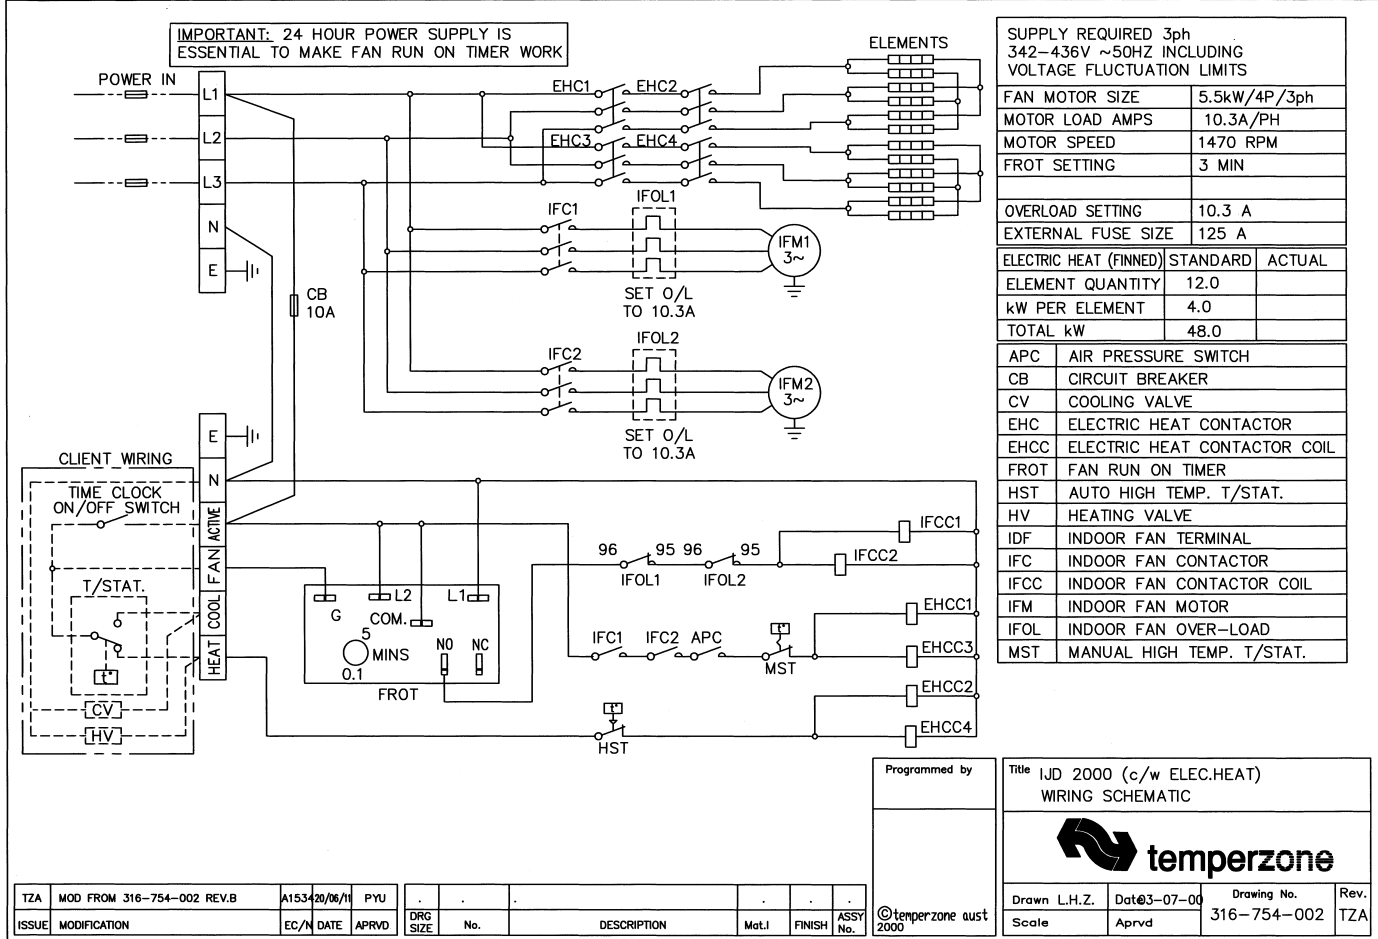 IMPORTANT: 24 HOUR POWER SUPPLY IS
ESSENTIAL TO MAKE FAN RUN ON TIMER WORK
POWER IN
L1
L2
L3
N
E
CB
10A
EHC1
EHC2
EHC3
EHC4
ELEMENTS
IFC1
IFOL1
IFM1
3~
SET O/L
TO 10.3A
IFC2
IFOL2
IFM2
3~
SET O/L
TO 10.3A
E
N
ACTIVE
FAN
COOL
HEAT
CLIENT WIRING
TIME CLOCK
ON/OFF SWITCH
T/STAT.
t°
CV
HV
G
L2
COM.
L1
5
MINS
0.1
NO
NC
FROT
96
95
96
95
IFOL1
IFOL2
IFCC1
IFCC2
IFC1
IFC2
APC
t°
MST
EHCC1
EHCC3
EHCC2
EHCC4
t°
HST
SUPPLY REQUIRED 3ph
342-436V ~50HZ INCLUDING
VOLTAGE FLUCTUATION LIMITS
FAN MOTOR SIZE 5.5kW/4P/3ph
MOTOR LOAD AMPS 10.3A/PH
MOTOR SPEED 1470 RPM
FROT SETTING 3 MIN
OVERLOAD SETTING 10.3 A
EXTERNAL FUSE SIZE 125 A
ELECTRIC HEAT (FINNED) STANDARD ACTUAL
ELEMENT QUANTITY 12.0
kW PER ELEMENT 4.0
TOTAL kW 48.0
APC AIR PRESSURE SWITCH
CB CIRCUIT BREAKER
CV COOLING VALVE
EHC ELECTRIC HEAT CONTACTOR
EHCC ELECTRIC HEAT CONTACTOR COIL
FROT FAN RUN ON TIMER
HST AUTO HIGH TEMP. T/STAT.
HV HEATING VALVE
IDF INDOOR FAN TERMINAL
IFC INDOOR FAN CONTACTOR
IFCC INDOOR FAN CONTACTOR COIL
IFM INDOOR FAN MOTOR
IFOL INDOOR FAN OVER-LOAD
MST MANUAL HIGH TEMP. T/STAT.
Programmed by
©temperzone aust
2000
Title IJD 2000 (c/w ELEC.HEAT)
WIRING SCHEMATIC
temperzone
Drawn L.H.Z. Date03-07-00 Drawing No. Rev.
Scale Aprvd 316-754-002 TZA
TZA MOD FROM 316-754-002 REV.B A1534 20/06/11 PYU
ISSUE MODIFICATION EC/N DATE APRVD
DRG SIZE No. DESCRIPTION Mat.l FINISH ASSY No.